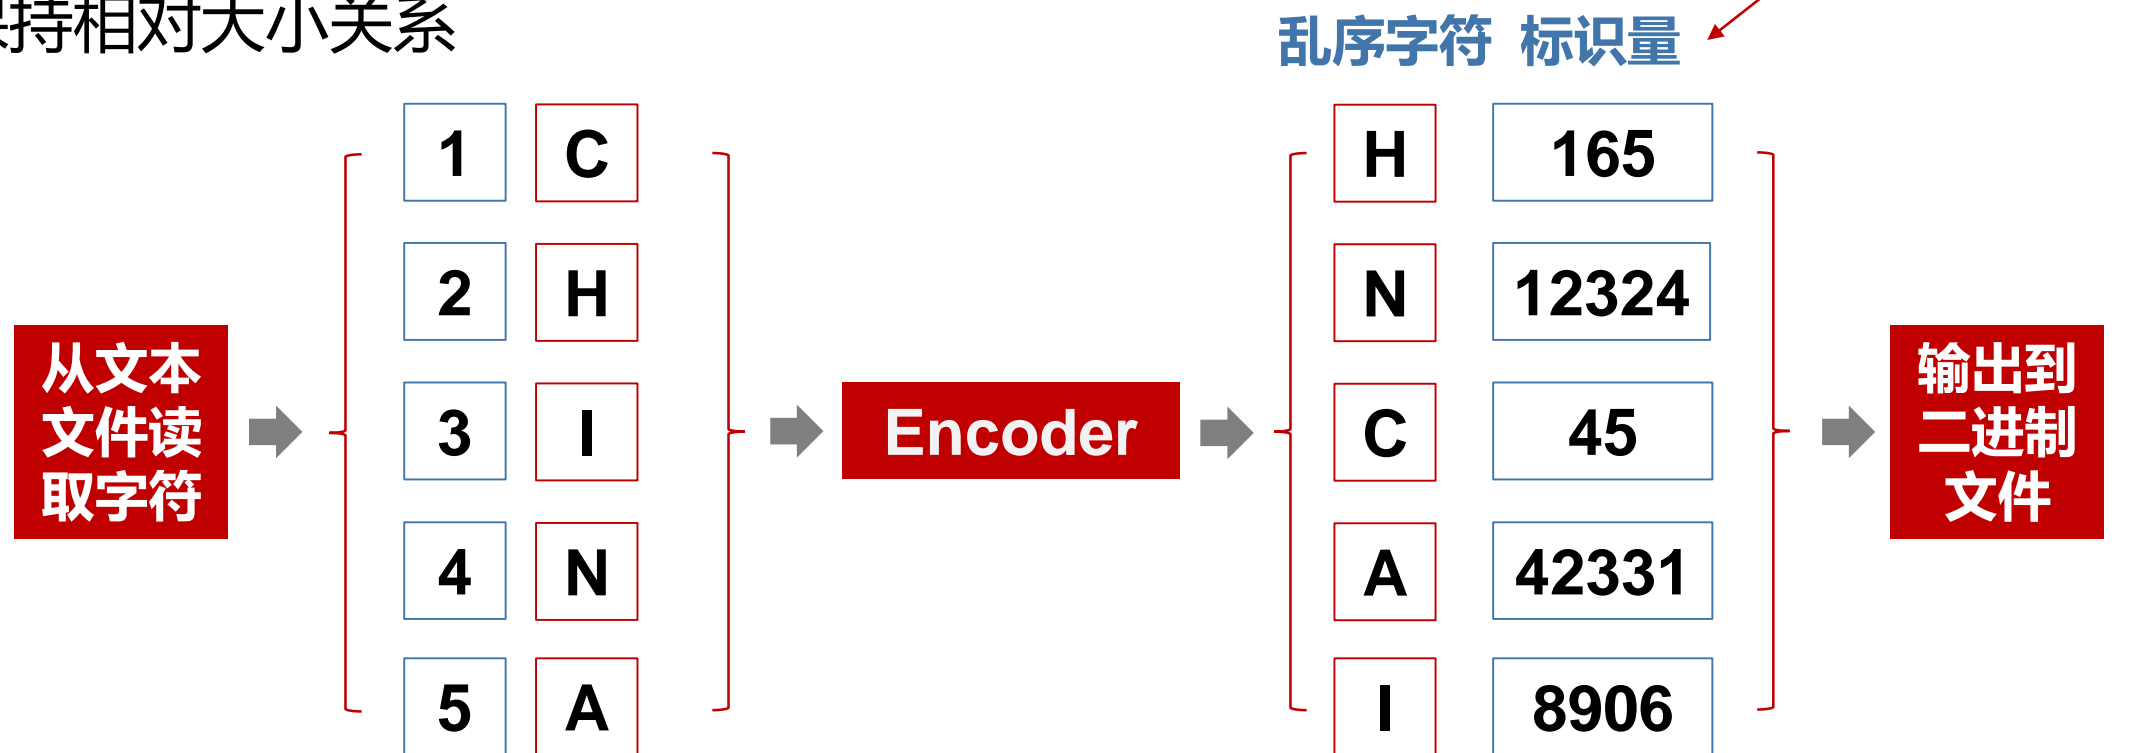 持相对大小关系
乱序字符 标识量
1 C
2 H
3 I
4 N
5 A
从文本
文件读
取字符
Encoder
H 165
N 12324
C 45
A 42331
I 8906
输出到
二进制
文件